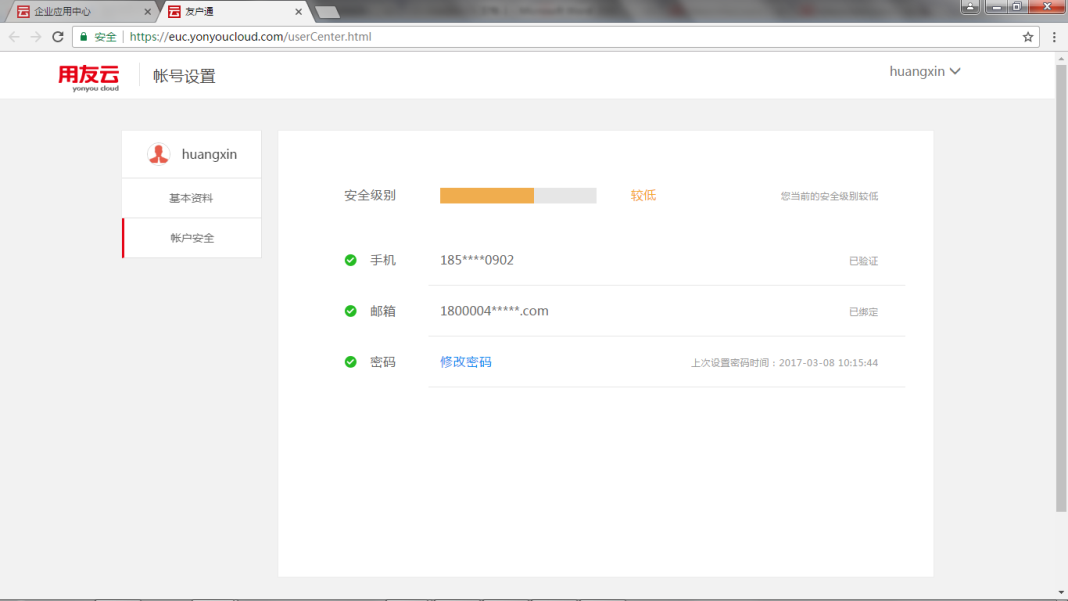 企业应用中心
友户通
安全 https://euc.yonyoucloud.com/userCenter.html
用友云
yonyou cloud
帐号设置
huangxin
huangxin
基本资料
帐户安全
安全级别 较低 您当前的安全级别较低
手机 185****0902 已验证
邮箱 1800004*****.com 已绑定
密码 修改密码 上次设置密码时间：2017-03-08 10:15:44